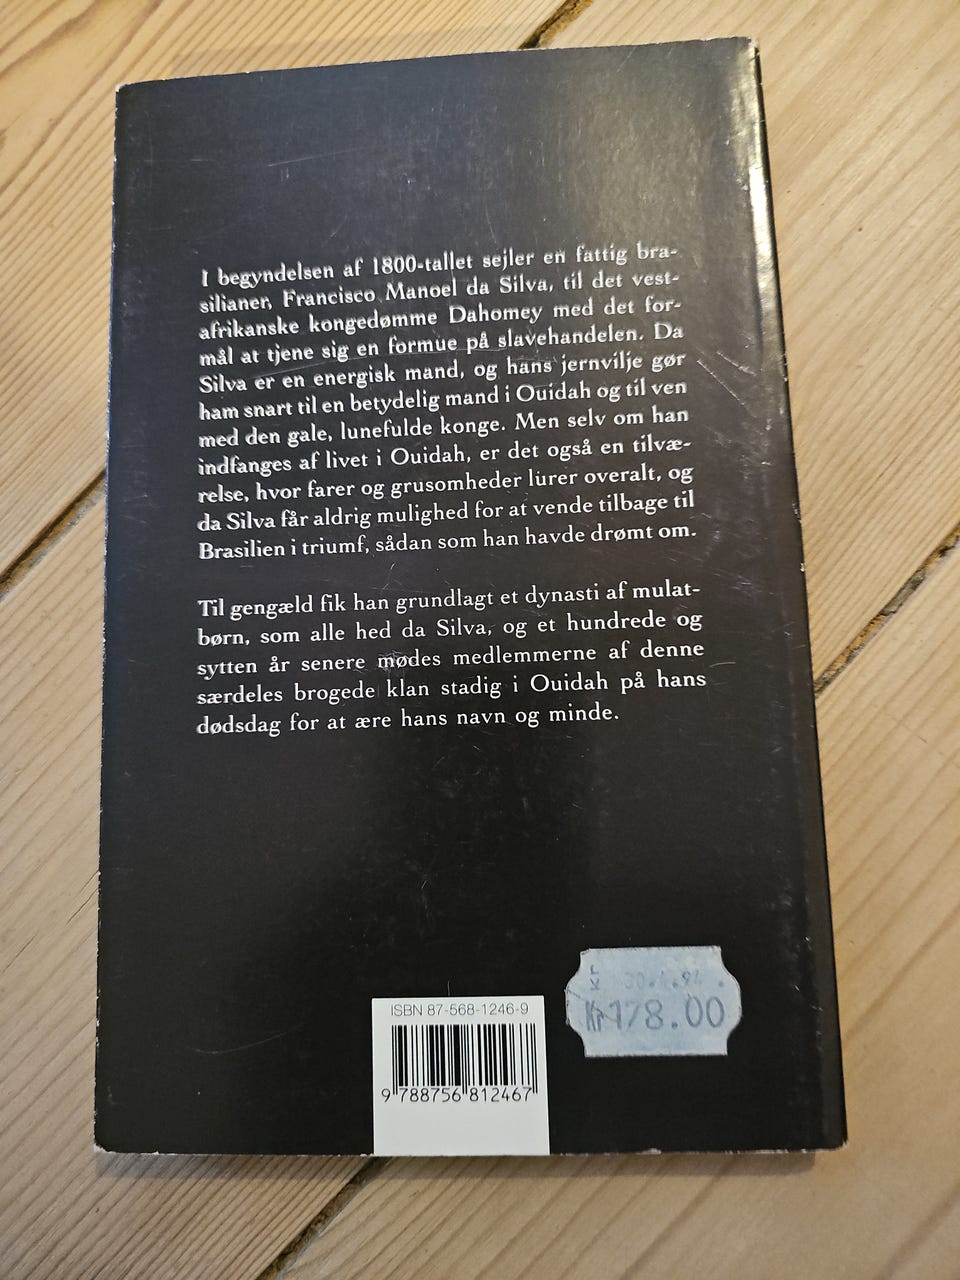 I begyndelsen af 1800-tallet sejler en fattig bra-
silianer, Francisco Manoel da Silva, til det vest-
afrikanske kongedømme Dahomey med det for-
mål at tjene sig en formue på slavehandelen. Da
Silva er en energisk mand, og hans jernvilje gør
ham snart til en betydelig mand i Ouidah og til ven
med den gale, lunefulde konge. Men selv om han
indfanges af livet i Ouidah, er det også en tilvæ-
relse, hvor farer og grusomheder lurer overalt, og
da Silva får aldrig mulighed for at vende tilbage til
Brasilien i triumf, sådan som han havde drømt om.
Til gengæld fik han grundlagt et dynasti af mulat-
børn, som alle hed da Silva, og et hundrede og
sytten år senere mødes medlemmerne af denne
særdeles brogede klan stadig i Ouidah på hans
dødsdag for at ære hans navn og minde.
Kr
Kr 178.00
ISBN 87-568-1246-9
9 788756 812467